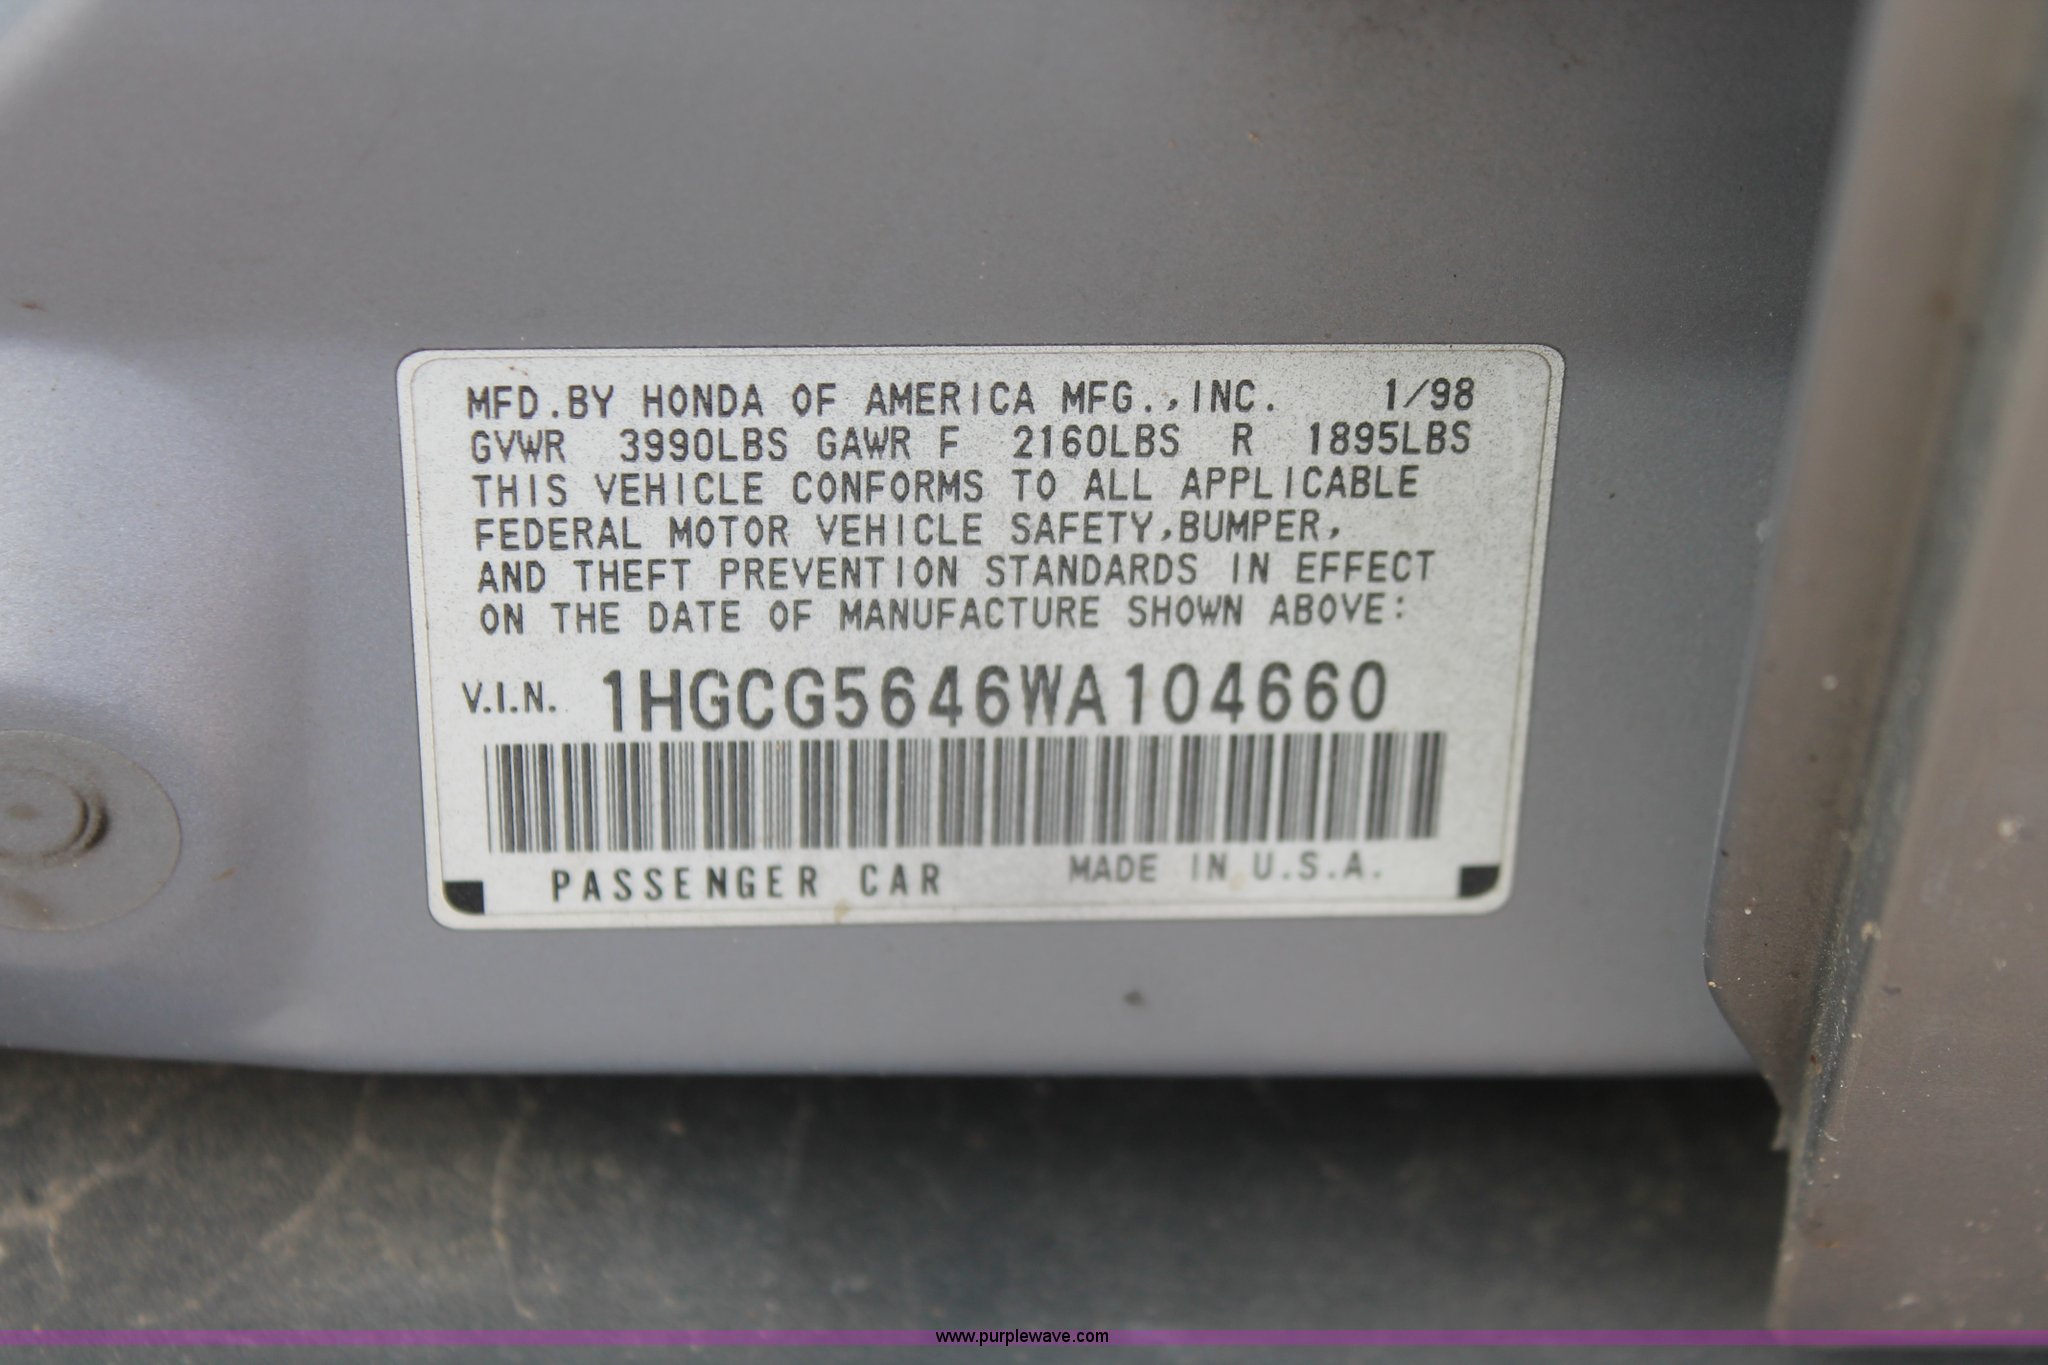 MFD.BY HONDA OF AMERICA MFG.,INC. 1/98
GVWR 3990LBS GAWR F 2160LBS R 1895LBS
THIS VEHICLE CONFORMS TO ALL APPLICABLE
FEDERAL MOTOR VEHICLE SAFETY,BUMPER,
AND THEFT PREVENTION STANDARDS IN EFFECT
ON THE DATE OF MANUFACTURE SHOWN ABOVE:
V.I.N. 1HGCG5646WA104660
PASSENGER CAR MADE IN U.S.A.
www.purplewave.com